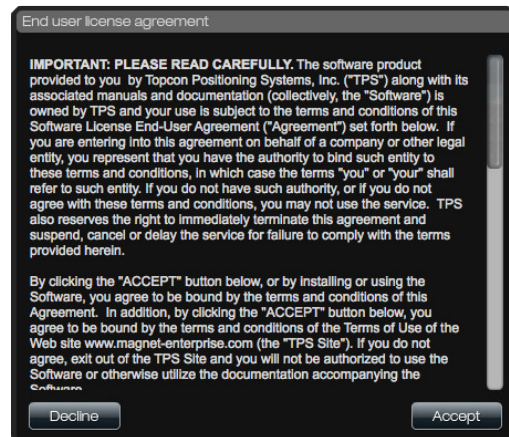 End user license agreement
IMPORTANT: PLEASE READ CAREFULLY. The software product
provided to you by Topcon Positioning Systems, Inc. ("TPS") along with its
associated manuals and documentation (collectively, the "Software") is
owned by TPS and your use is subject to the terms and conditions of this
Software License End-User Agreement ("Agreement") set forth below. If
you are entering into this agreement on behalf of a company or other legal
entity, you represent that you have the authority to bind such entity to
these terms and conditions, in which case the terms "you" or "your" shall
refer to such entity. If you do not have such authority, or if you do not
agree with these terms and conditions, you may not use the service. TPS
also reserves the right to immediately terminate this agreement and
suspend, cancel or delay the service for failure to comply with the terms
provided herein.
By clicking the "ACCEPT" button below, or by installing or using the
Software, you agree to be bound by the terms and conditions of this
Agreement. In addition, by clicking the "ACCEPT" button below, you
agree to be bound by the terms and conditions of the Terms of Use of the
Web site www.magnet-enterprise.com (the "TPS Site"). If you do not
agree, exit out of the TPS Site and you will not be authorized to use the
Software or otherwise utilize the documentation accompanying the
Software
Decline
Accept